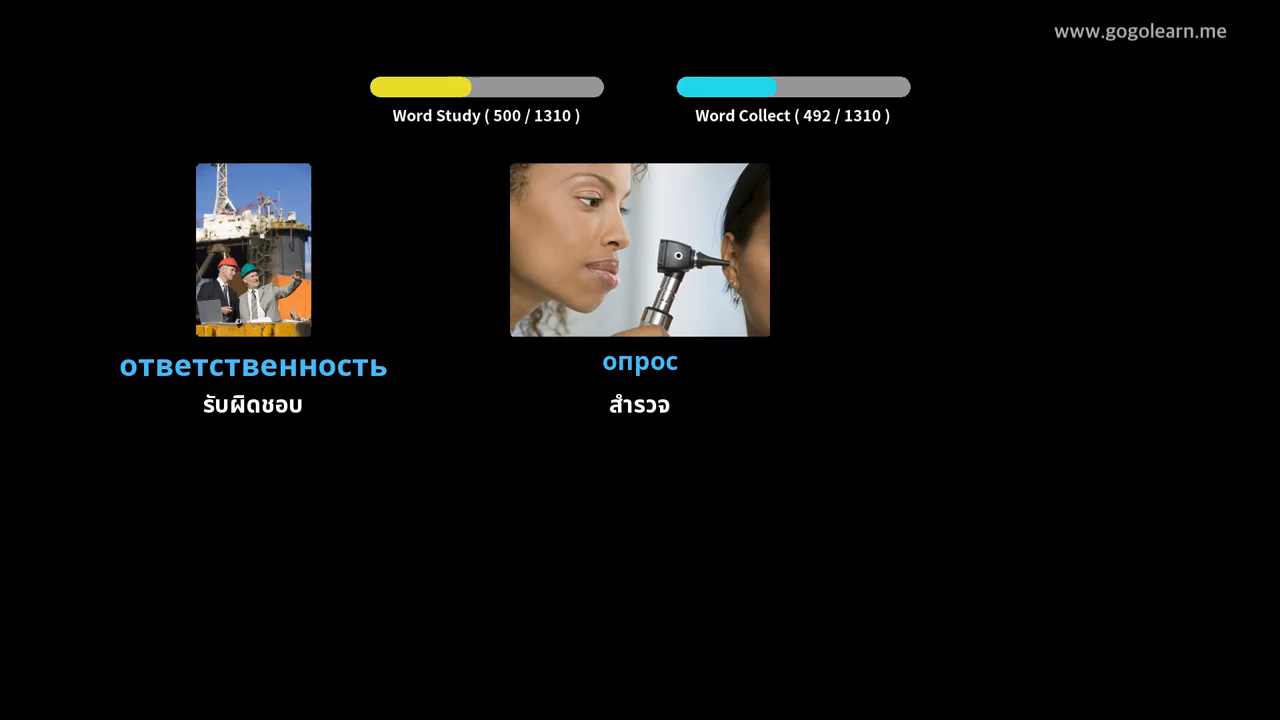 www.gogolearn.me
Word Study ( 500 / 1310 )
Word Collect ( 492 / 1310 )
ответственность
опрос
รับผิดชอบ
สำรวจ